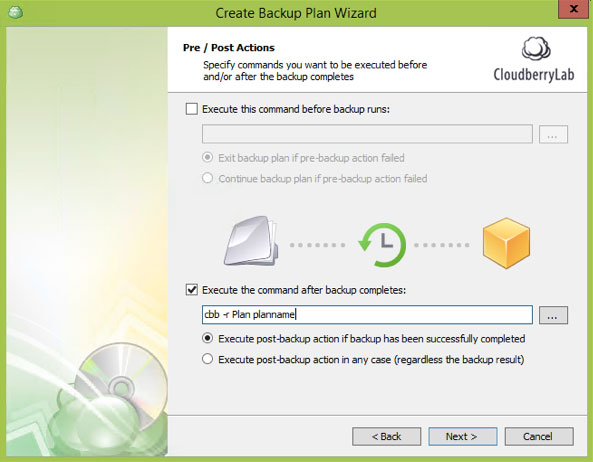 Create Backup Plan Wizard
x
Pre / Post Actions
Specify commands you want to be executed before
and/or after the backup completes
CloudberryLab
Execute this command before backup runs:
...
Exit backup plan if pre-backup action failed
Continue backup plan if pre-backup action failed
Execute the command after backup completes:
cbb -r Plan planname
...
Execute post-backup action if backup has been successfully completed
Execute post-backup action in any case (regardless the backup result)
< Back
Next >
Cancel